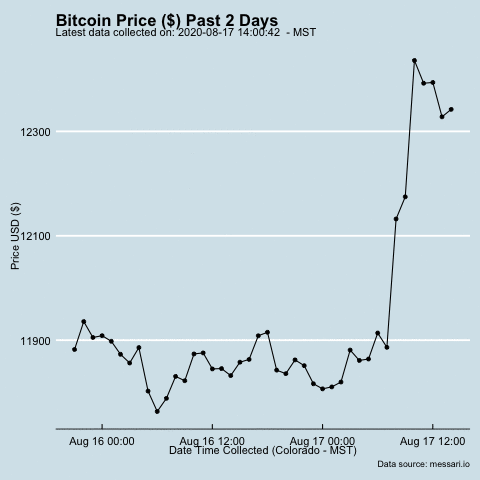 Bitcoin Price ($) Past 2 Days
Latest data collected on: 2020-08-17 14:00:42 - MST
Price USD ($)
12300
12100
11900
Aug 16 00:00 Aug 16 12:00 Aug 17 00:00 Aug 17 12:00
Date Time Collected (Colorado - MST)
Data source: messari.io